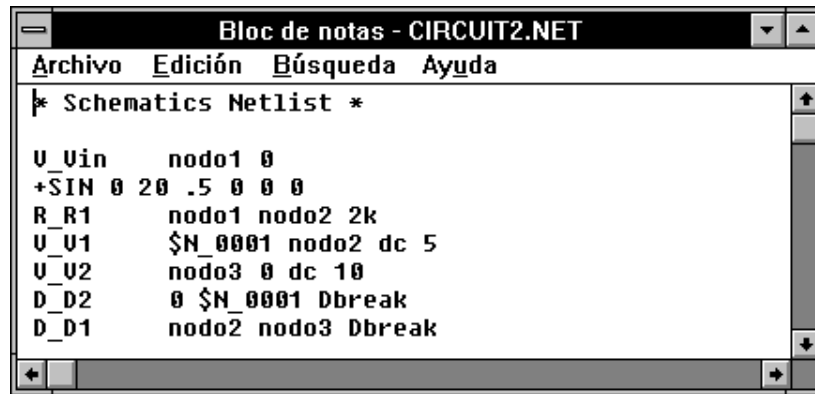 Bloc de notas - CIRCUIT2.NET
Archivo Edición Búsqueda Ayuda
* Schematics Netlist *
V_Vin nodo1 0
+SIN 0 20 .5 0 0 0
R_R1 nodo1 nodo2 2k
V_V1 $N_0001 nodo2 dc 5
V_V2 nodo3 0 dc 10
D_D2 0 $N_0001 Dbreak
D_D1 nodo2 nodo3 Dbreak